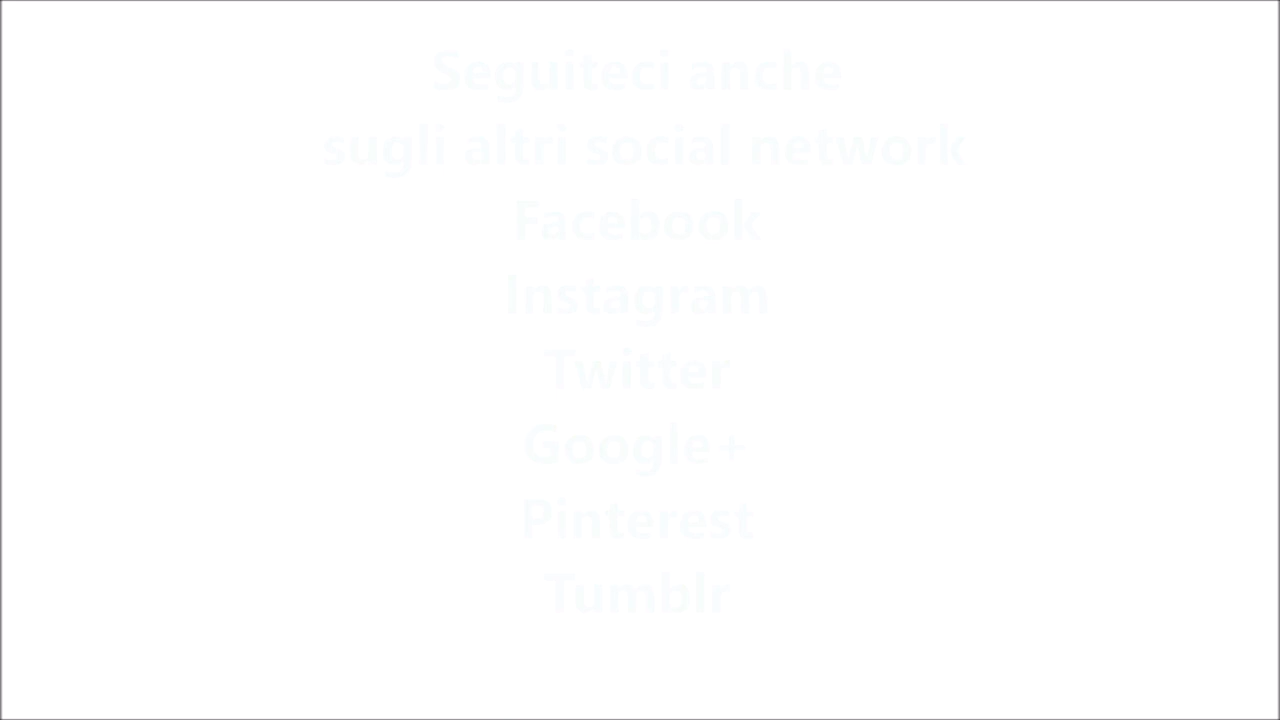 Seguiteci anche
sugli altri social network
Facebook
Instagram
Twitter
Google+
Pinterest
Tumblr